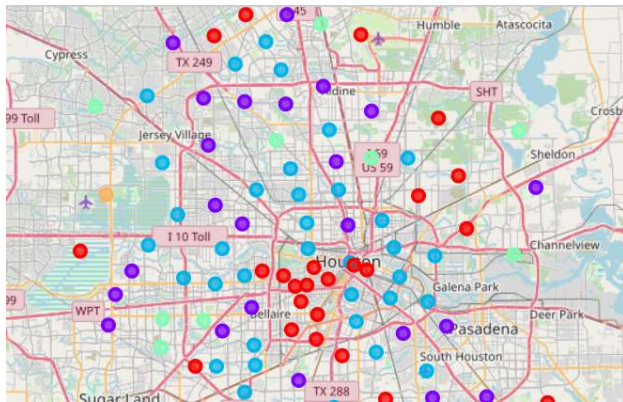 45
Humble
Atascocita
Cypress
TX 249
SHT
99 Toll
Crosby
Jersey Village
I 69
US 59
Sheldon
I 10 Toll
Channelview
Houston
99
Galena Park
WPT
Bellaire
Deer Park
Pasadena
South Houston
TX 288
Sugar Land